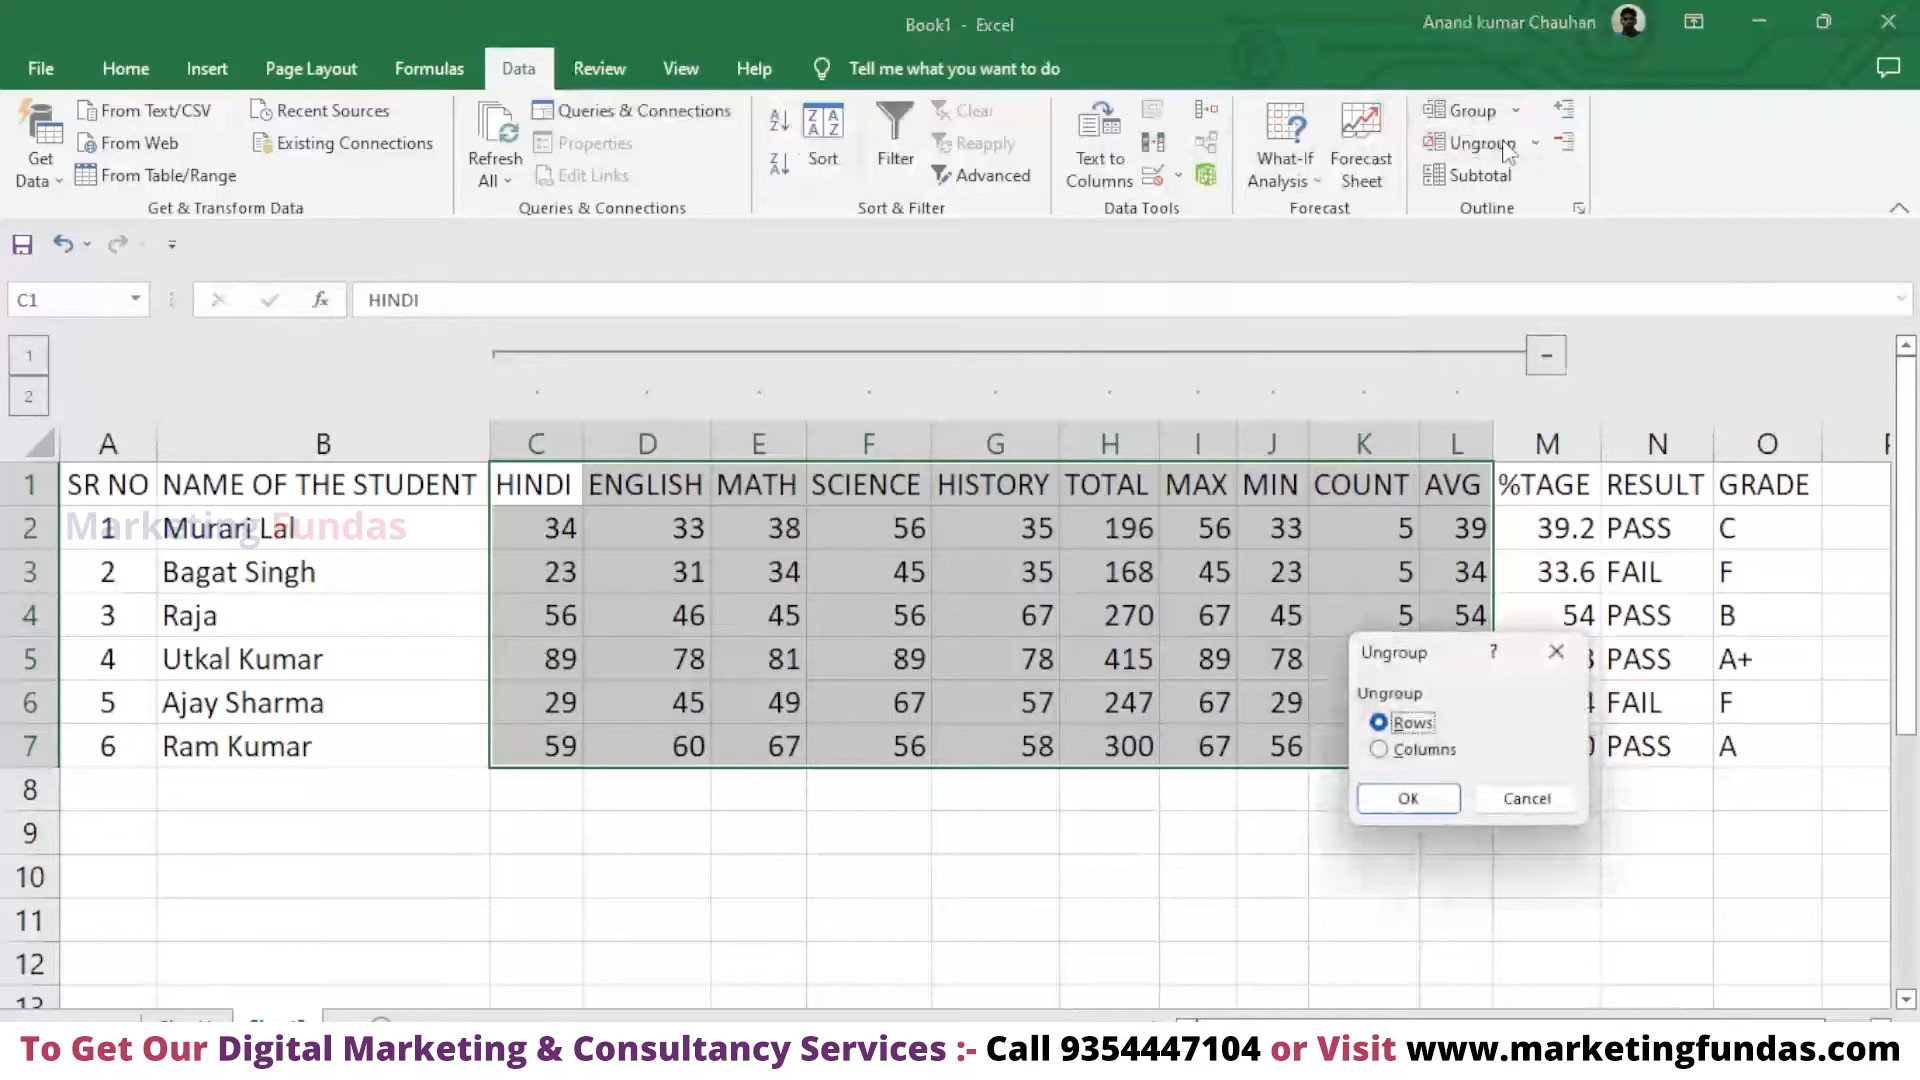 Book1 - Excel
Anand kumar Chauhan
File Home Insert Page Layout Formulas Data Review View Help Tell me what you want to do
Get Data
From Text/CSV
From Web
From Table/Range
Recent Sources
Existing Connections
Get & Transform Data
Refresh All
Queries & Connections
Properties
Edit Links
Queries & Connections
Sort
Filter
Clear
Reapply
Advanced
Sort & Filter
Text to Columns
Data Tools
What-If Analysis
Forecast Sheet
Forecast
Group
Ungroup
Subtotal
Outline
C1 fx HINDI
1
2
A B C D E F G H I J K L M N O
1 SR NO NAME OF THE STUDENT HINDI ENGLISH MATH SCIENCE HISTORY TOTAL MAX MIN COUNT AVG %TAGE RESULT GRADE
2 1 Murari Lal 34 33 38 56 35 196 56 33 5 39 39.2 PASS C
Marketing Fundas
3 2 Bagat Singh 23 31 34 45 35 168 45 23 5 34 33.6 FAIL F
4 3 Raja 56 46 45 56 67 270 67 45 5 54 54 PASS B
5 4 Utkal Kumar 89 78 81 89 78 415 89 78 PASS A+
6 5 Ajay Sharma 29 45 49 67 57 247 67 29 FAIL F
7 6 Ram Kumar 59 60 67 56 58 300 67 56 PASS A
8
9
10
11
12
13
Ungroup ?
Ungroup
Rows
Columns
OK Cancel
To Get Our Digital Marketing & Consultancy Services :- Call 9354447104 or Visit www.marketingfundas.com